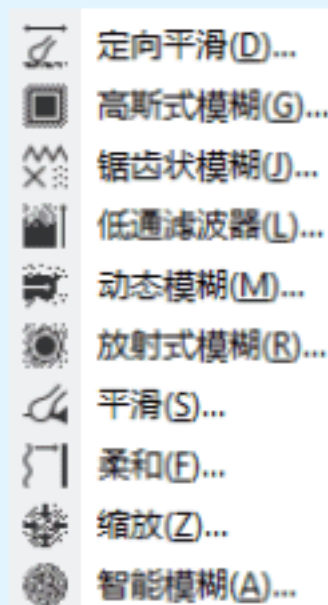 定向平滑(D)...
高斯式模糊(G)...
锯齿状模糊(J)...
低通滤波器(L)...
动态模糊(M)...
放射式模糊(R)...
平滑(S)...
柔和(F)...
缩放(Z)...
智能模糊(A)...